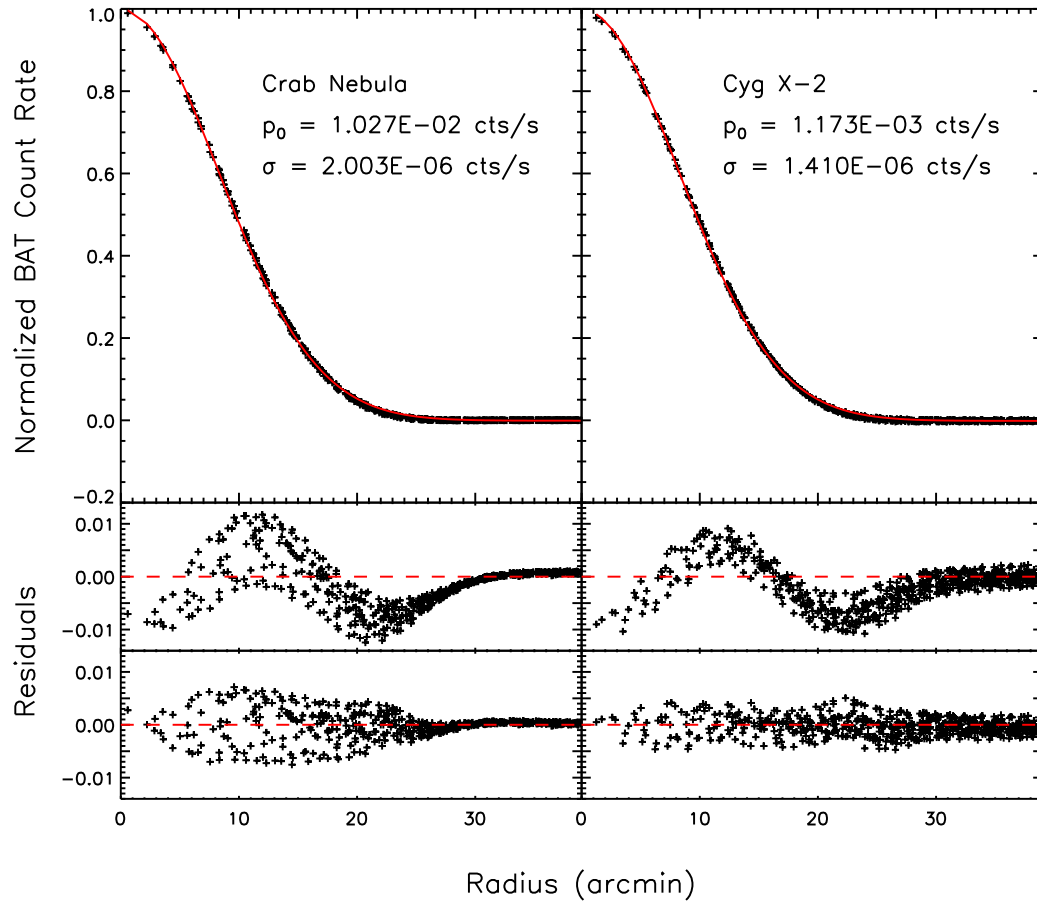 Normalized BAT Count Rate
1.0
0.8
0.6
0.4
0.2
0.0
−0.2
Crab Nebula
p₀ = 1.027E−02 cts/s
σ = 2.003E−06 cts/s
Cyg X−2
p₀ = 1.173E−03 cts/s
σ = 1.410E−06 cts/s
Residuals
0.01
0.00
−0.01
0.01
0.00
−0.01
0 10 20 30 0 10 20 30
Radius (arcmin)